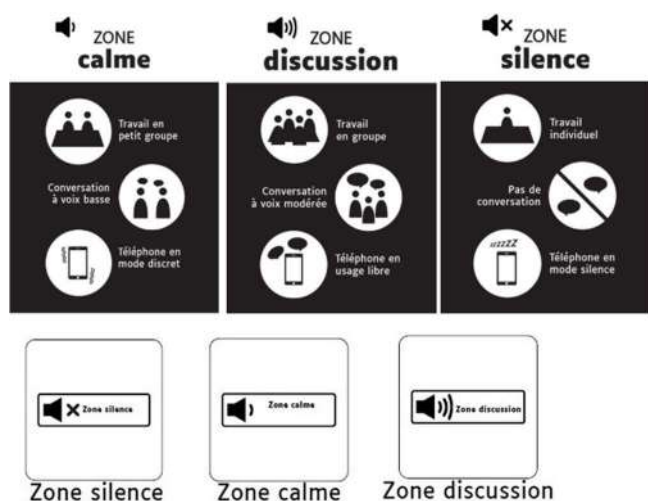 ZONE
calme
Travail en
petit groupe
Conversation
à voix basse
Téléphone en
mode discret
ZONE
discussion
Travail
en groupe
Conversation
à voix modérée
Téléphone en
usage libre
ZONE
silence
Travail
individuel
Pas de
conversation
zzzzZ
Téléphone en
mode silence
Zone silence
Zone silence
Zone calme
Zone calme
Zone discussion
Zone discussion